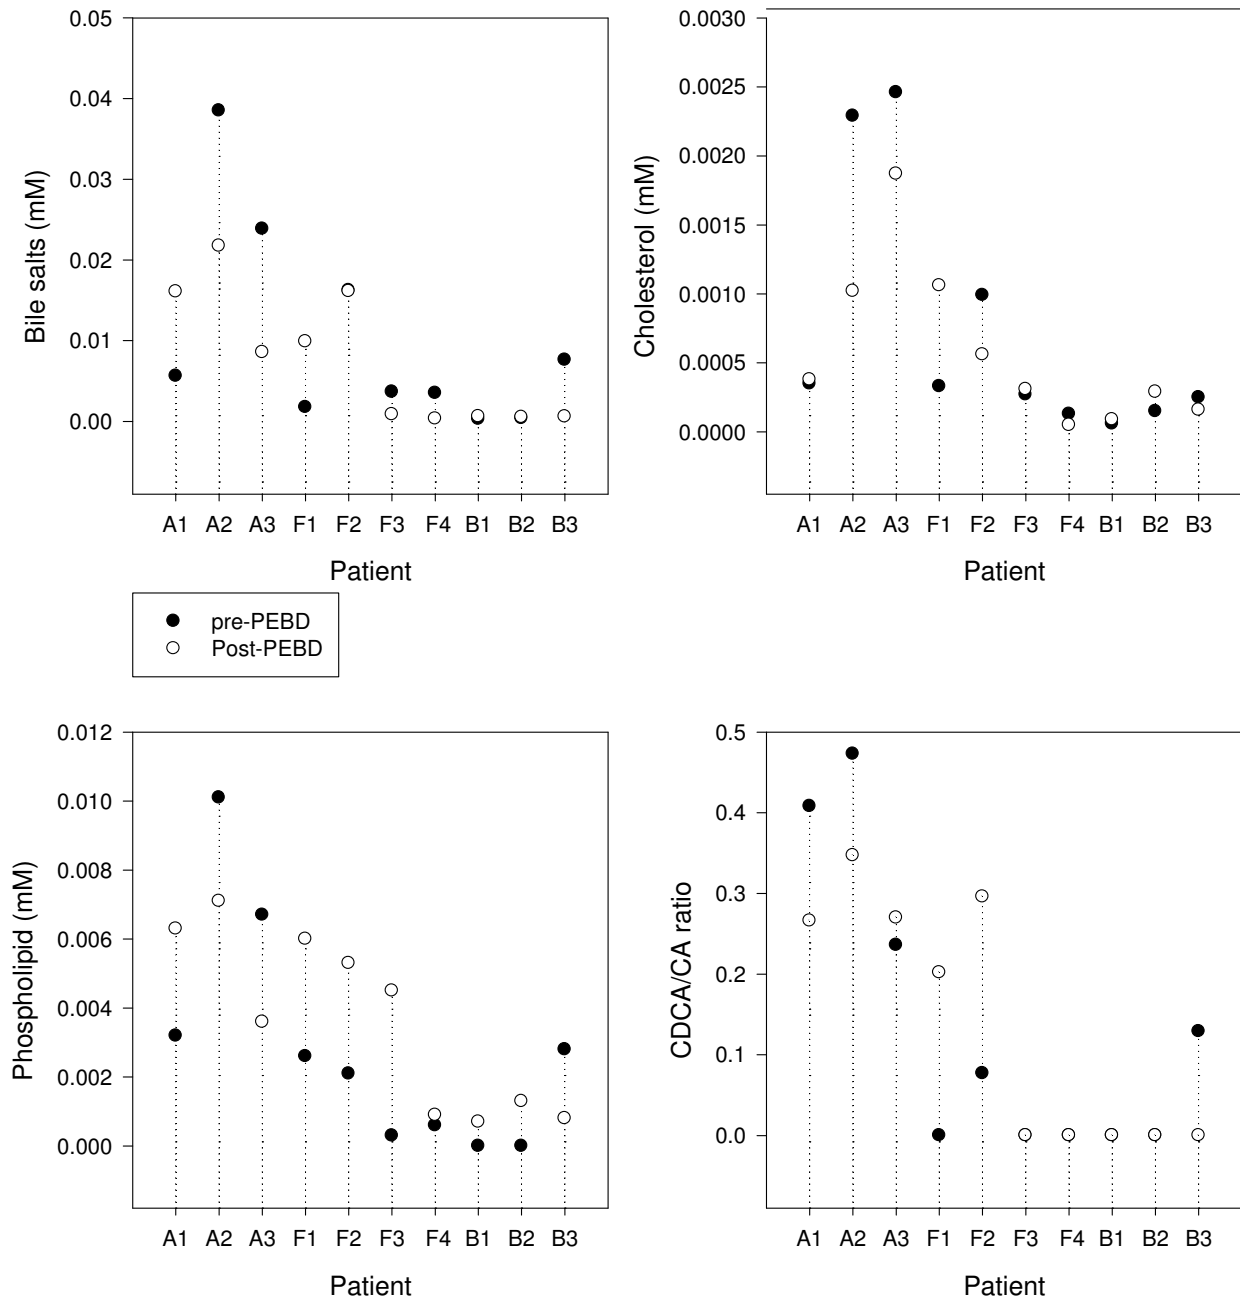 0.05
0.04
0.03
0.02
0.01
0.00
Bile salts (mM)
A1 A2 A3 F1 F2 F3 F4 B1 B2 B3
Patient
0.0030
0.0025
0.0020
0.0015
0.0010
0.0005
0.0000
Cholesterol (mM)
A1 A2 A3 F1 F2 F3 F4 B1 B2 B3
Patient
pre-PEBD
Post-PEBD
0.012
0.010
0.008
0.006
0.004
0.002
0.000
Phospholipid (mM)
A1 A2 A3 F1 F2 F3 F4 B1 B2 B3
Patient
0.5
0.4
0.3
0.2
0.1
0.0
CDCA/CA ratio
A1 A2 A3 F1 F2 F3 F4 B1 B2 B3
Patient